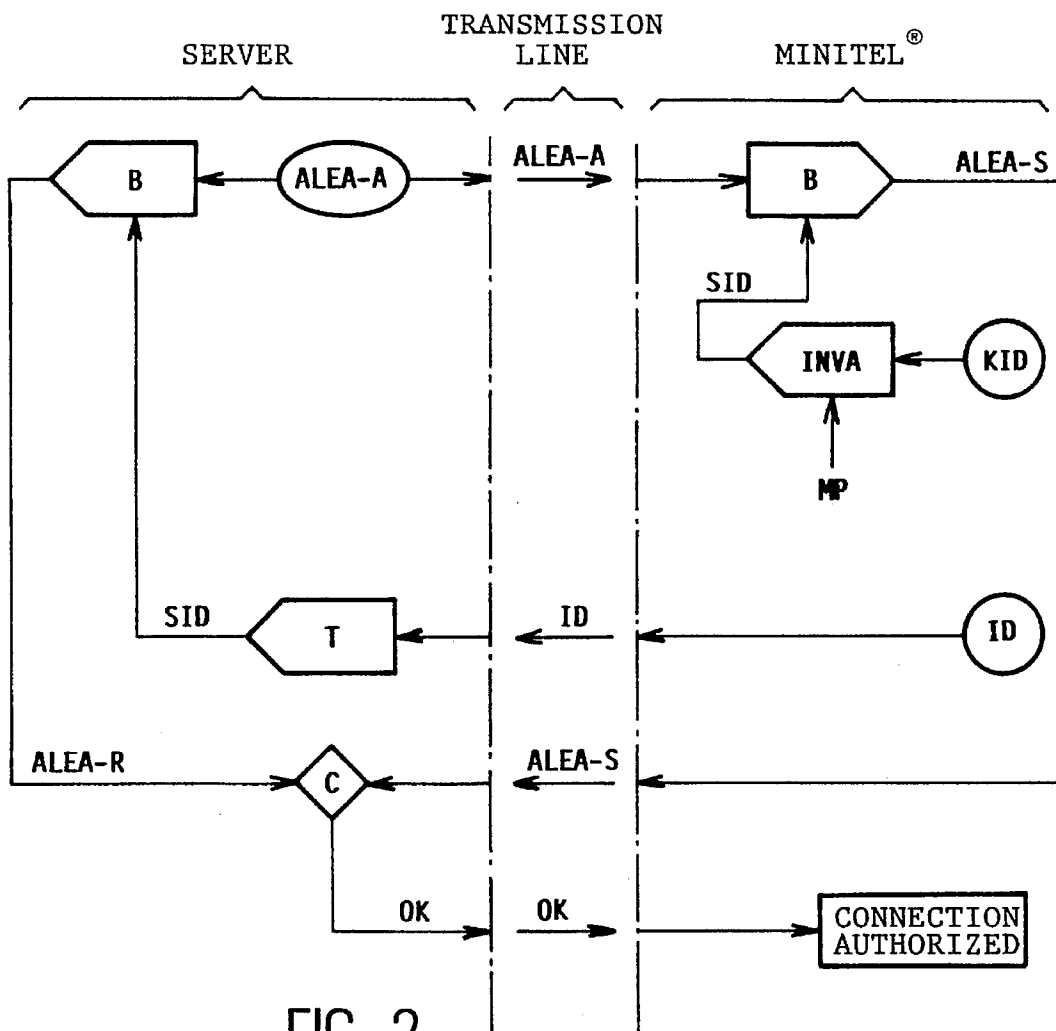 TRANSMISSION
SERVER LINE MINITEL®
B ALEA-A ALEA-A B ALEA-S
SID
INVA KID
MP
SID T ID ID
ALEA-R C ALEA-S
OK OK CONNECTION
AUTHORIZED
FIG. 2